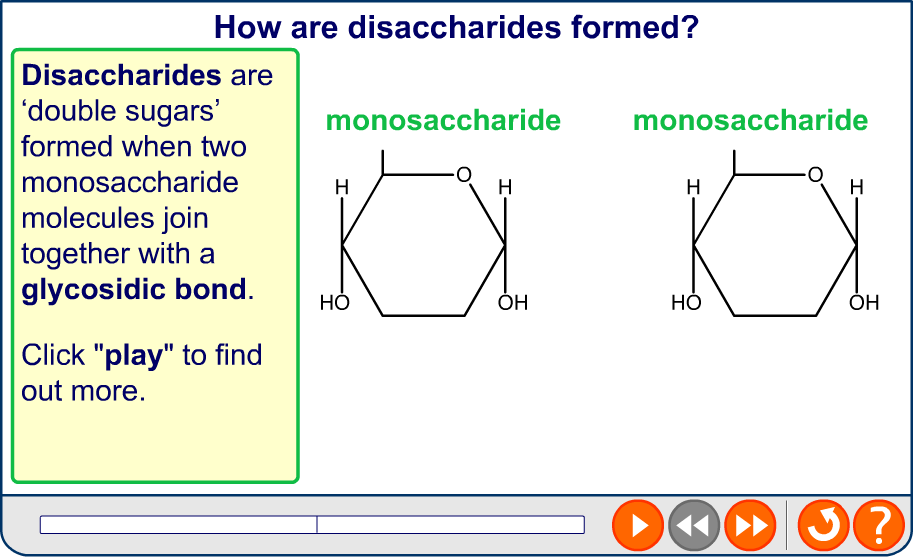 How are disaccharides formed?
Disaccharides are
‘double sugars’
formed when two
monosaccharide
molecules join
together with a
glycosidic bond.
Click "play" to find
out more.
monosaccharide
monosaccharide
O
H
H
HO
OH
O
H
H
HO
OH
?